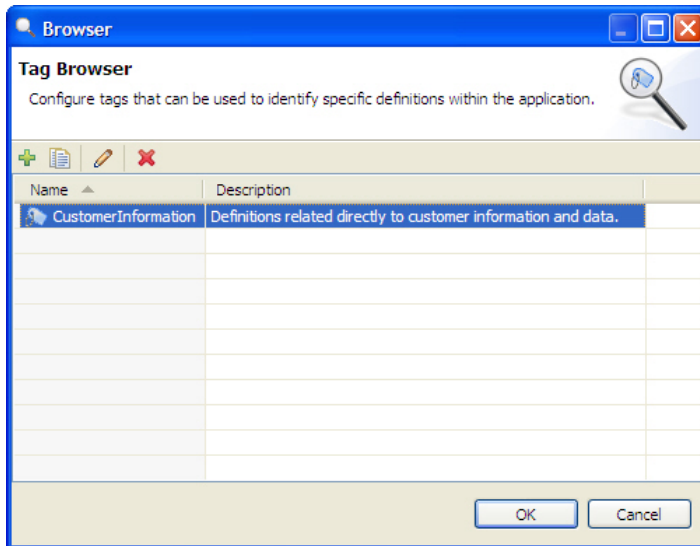 Browser
Tag Browser
Configure tags that can be used to identify specific definitions within the application.
Name Description
CustomerInformation Definitions related directly to customer information and data.
OK Cancel